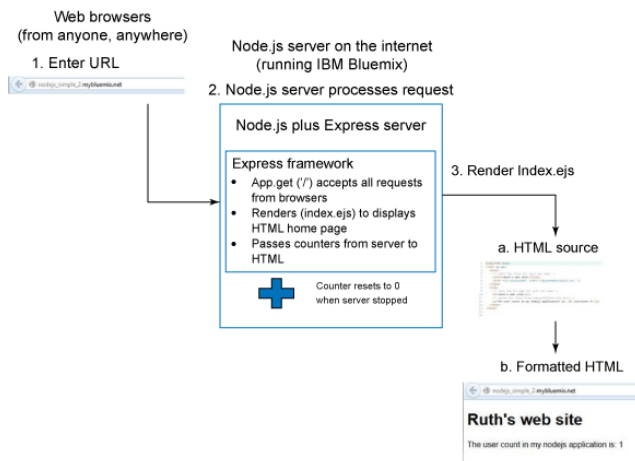 Web browsers
(from anyone, anywhere)
1. Enter URL
nodejs_simple_2.mybluemix.net
Node.js server on the internet
(running IBM Bluemix)
2. Node.js server processes request
Node.js plus Express server
Express framework
• App.get ('/') accepts all requests
from browsers
• Renders (index.ejs) to displays
HTML home page
• Passes counters from server to
HTML
Counter resets to 0
when server stopped
3. Render Index.ejs
a. HTML source
b. Formatted HTML
nodejs_simple_2.mybluemix.net
Ruth's web site
The user count in my nodejs application is: 1